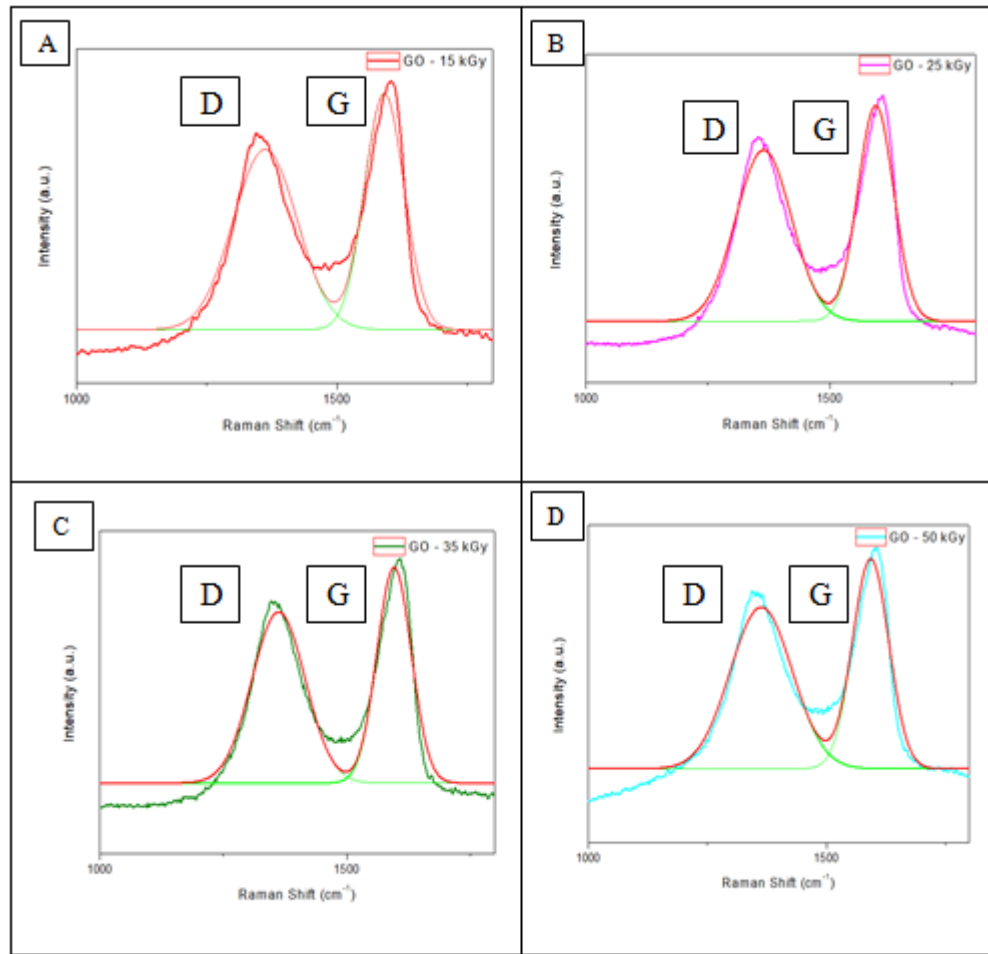 A
GO - 15 kGy
D
G
Intensity (a.u.)
1000
1500
Raman Shift (cm⁻¹)
B
GO - 25 kGy
D
G
Intensity (a.u.)
1000
1500
Raman Shift (cm⁻¹)
C
GO - 35 kGy
D
G
Intensity (a.u.)
1000
1500
Raman Shift (cm⁻¹)
D
GO - 50 kGy
D
G
Intensity (a.u.)
1000
1500
Raman Shift (cm⁻¹)